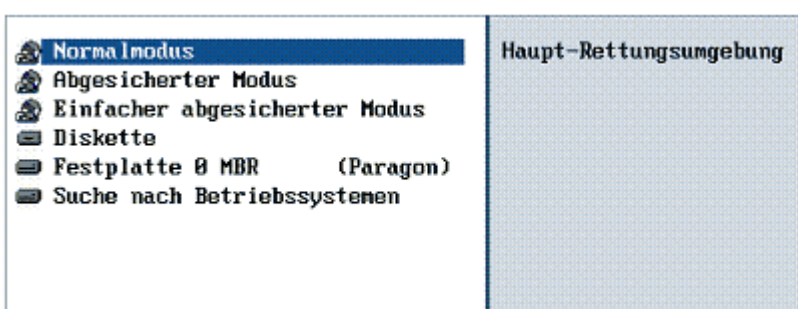 Normalmodus
Abgesicherter Modus
Einfacher abgesicherter Modus
Diskette
Festplatte 0 MBR (Paragon)
Suche nach Betriebssystemen
Haupt-Rettungsumgebung